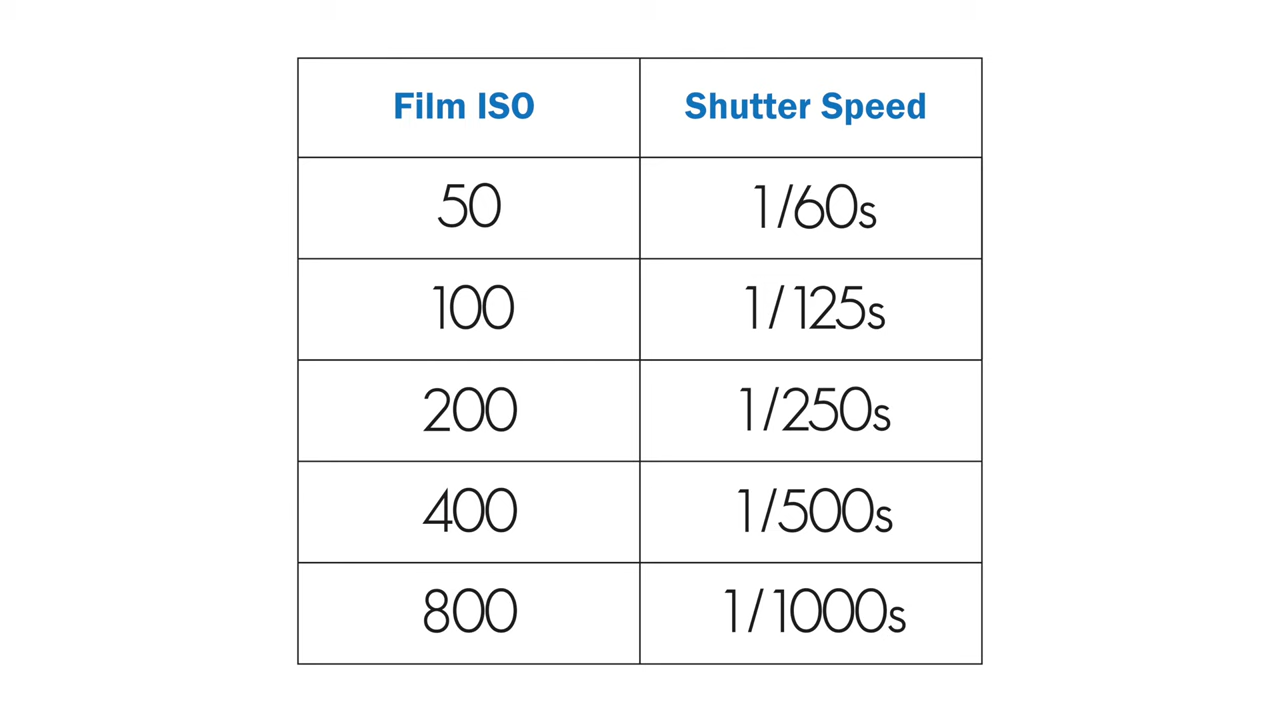 Film ISO Shutter Speed
50 1/60s
100 1/125s
200 1/250s
400 1/500s
800 1/1000s